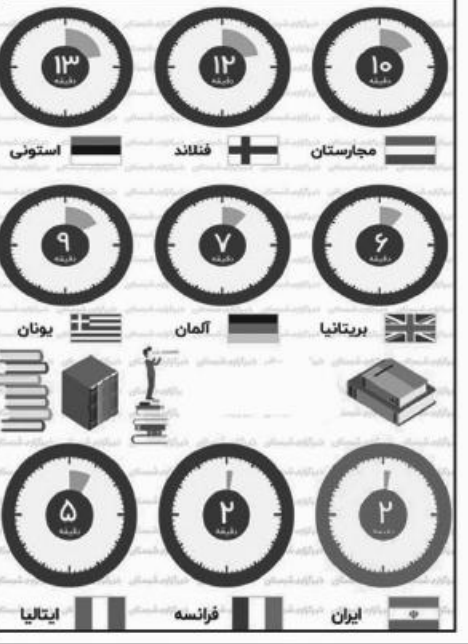 ۱۰ دقیقه ۱۲ دقیقه ۱۳ دقیقه
مجارستان فنلاند استونی
۶ دقیقه ۷ دقیقه ۹ دقیقه
بریتانیا آلمان یونان
۲ دقیقه ۲ دقیقه ۵ دقیقه
ایران فرانسه ایتالیا